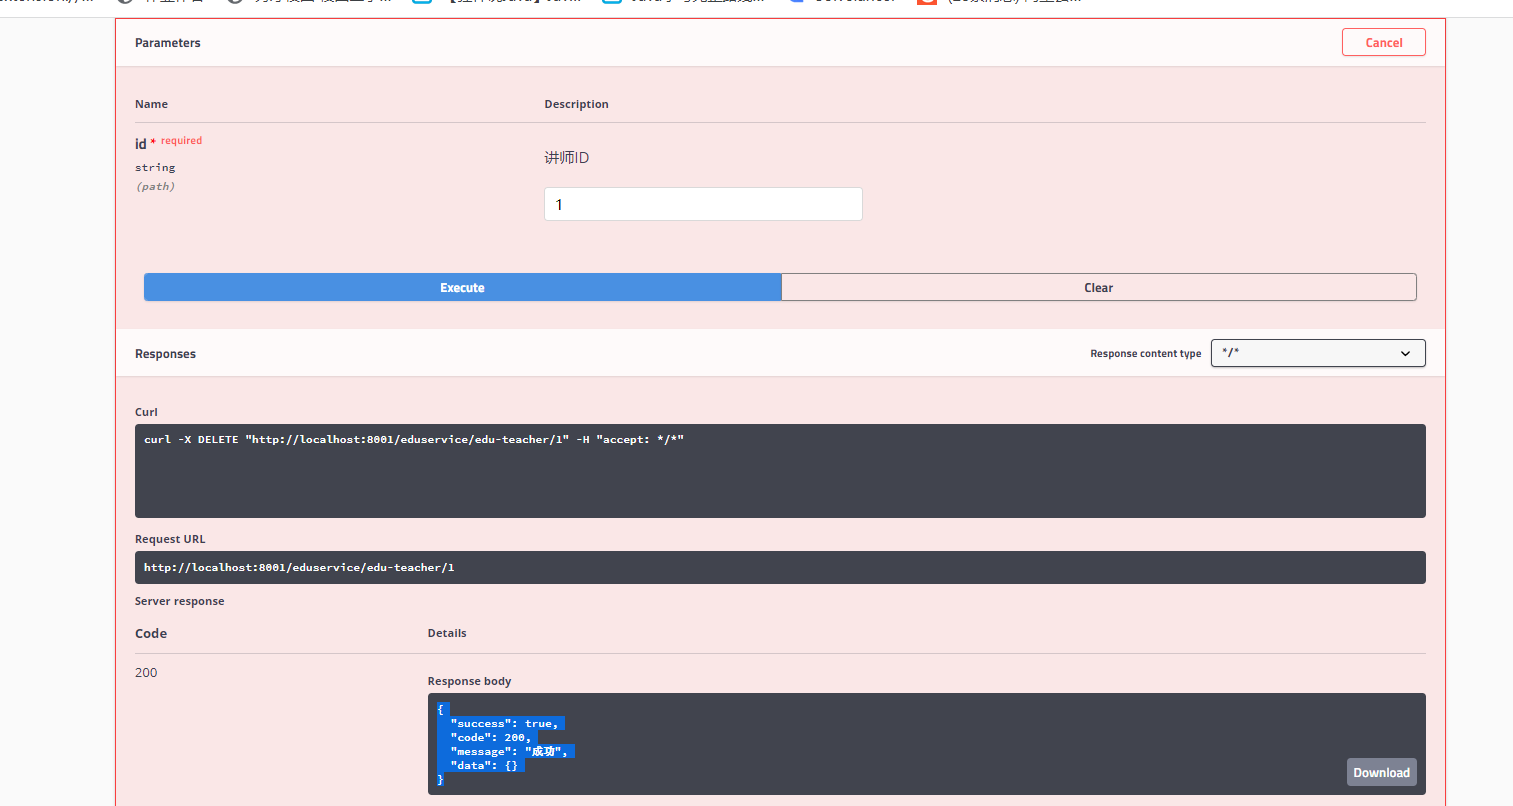 Parameters
Cancel
Name
Description
id * required
string
(path)
讲师ID
1
Execute
Clear
Responses
Response content type
*/*
Curl
curl -X DELETE "http://localhost:8001/eduservice/edu-teacher/1" -H "accept: */*"
Request URL
http://localhost:8001/eduservice/edu-teacher/1
Server response
Code
Details
200
Response body
{
"success": true,
"code": 200,
"message": "成功",
"data": {}
}
Download